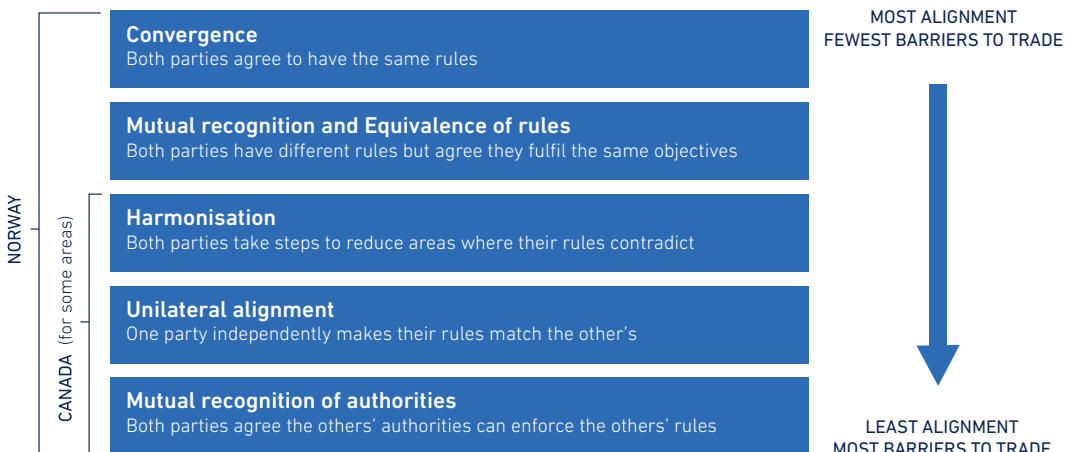 MOST ALIGNMENT
FEWEST BARRIERS TO TRADE
Convergence
Both parties agree to have the same rules
Mutual recognition and Equivalence of rules
Both parties have different rules but agree they fulfil the same objectives
Harmonisation
Both parties take steps to reduce areas where their rules contradict
Unilateral alignment
One party independently makes their rules match the other's
Mutual recognition of authorities
Both parties agree the others' authorities can enforce the others' rules
NORWAY
CANADA (for some areas)
LEAST ALIGNMENT
MOST BARRIERS TO TRADE